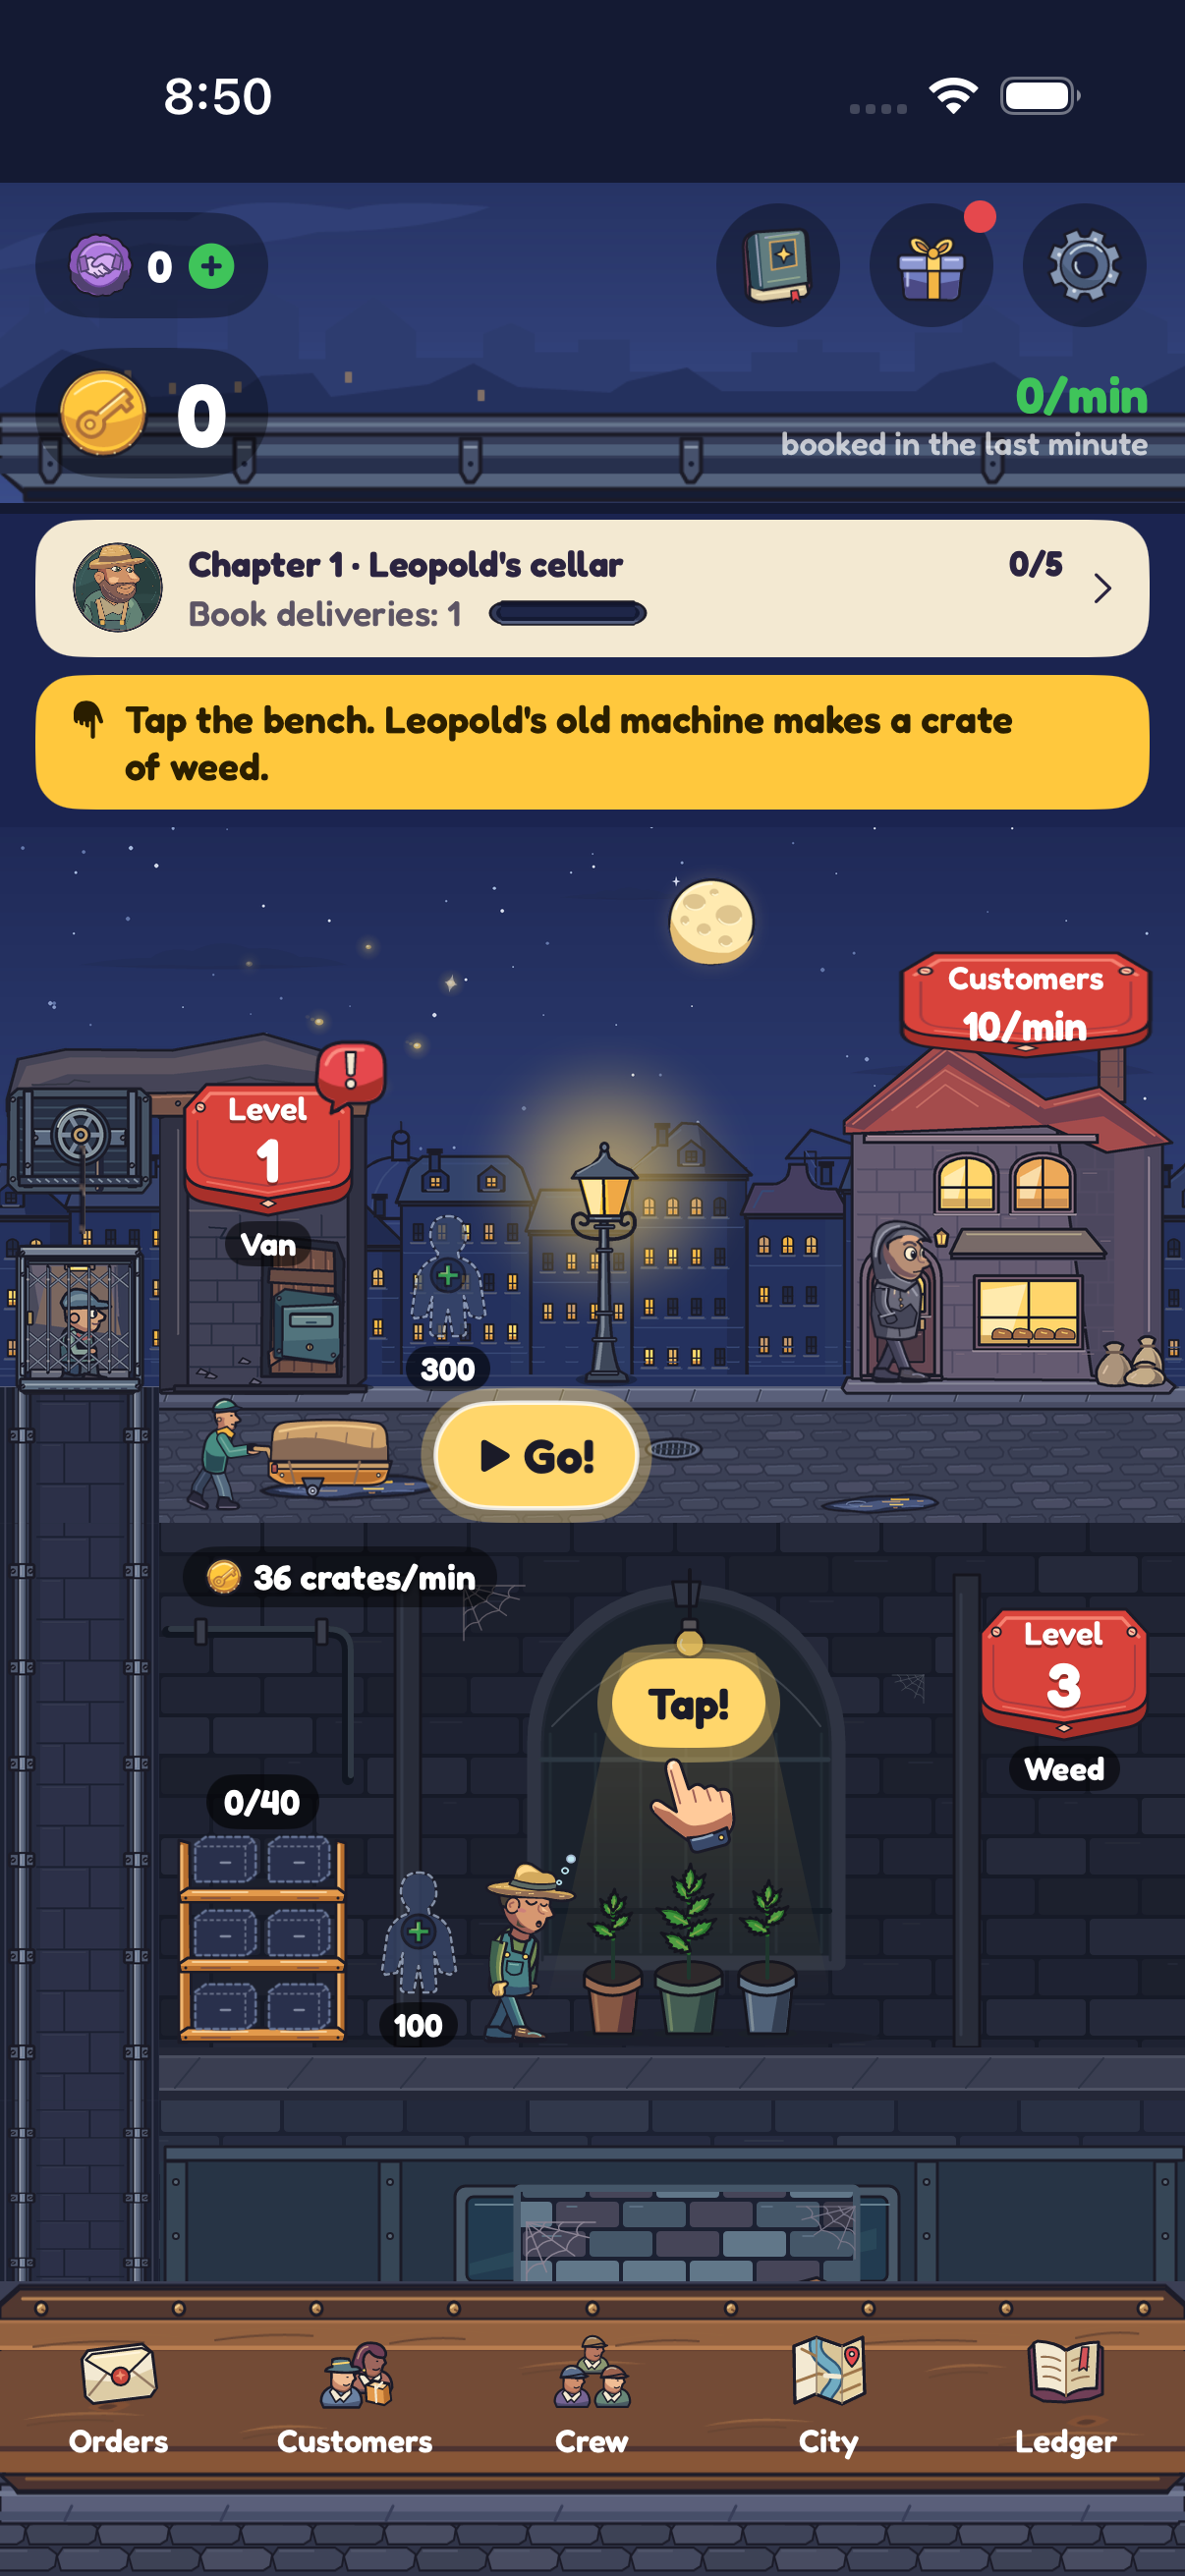 8:50
0
0
0/min
booked in the last minute
Chapter 1 · Leopold's cellar
0/5
Book deliveries: 1
Tap the bench. Leopold's old machine makes a crate
of weed.
Customers
10/min
!
Level
1
Van
300
Go!
36 crates/min
Tap!
Level
3
Weed
0/40
100
Orders
Customers
Crew
City
Ledger